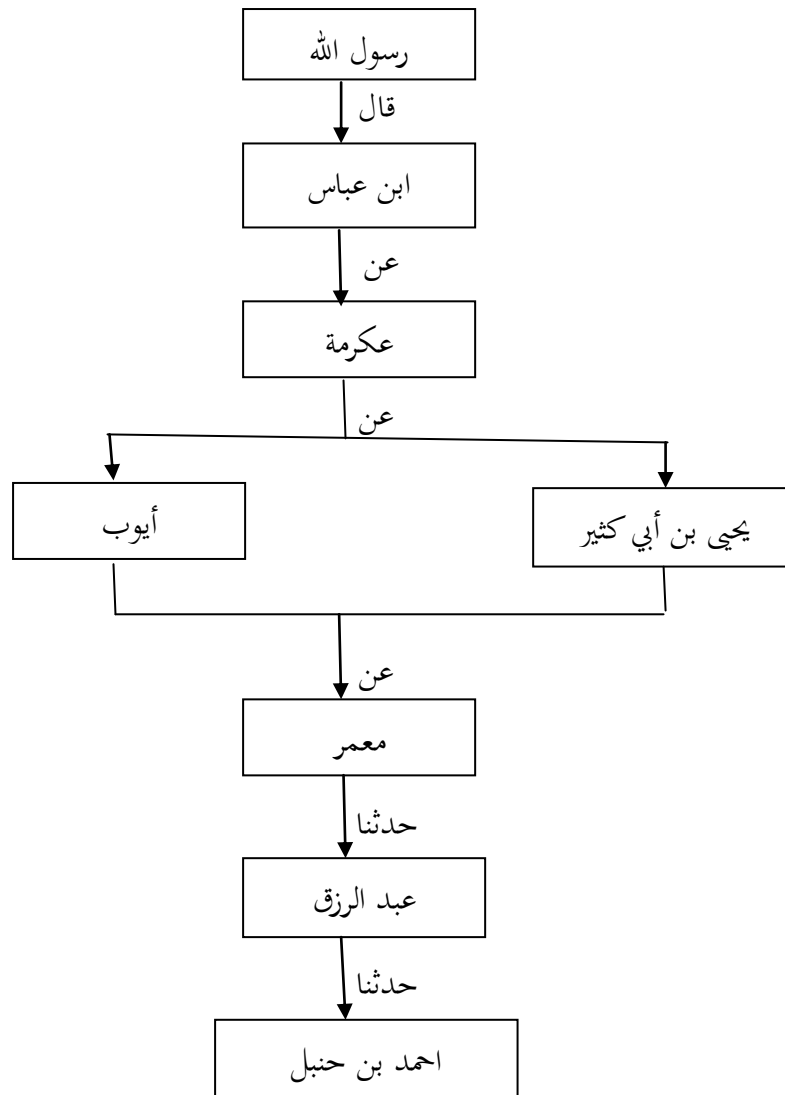 رسول الله
قال
ابن عباس
عن
عكرمة
عن
يحيى بن أبي كثير
أيوب
عن
معمر
حدثنا
عبد الرزق
حدثنا
احمد بن حنبل